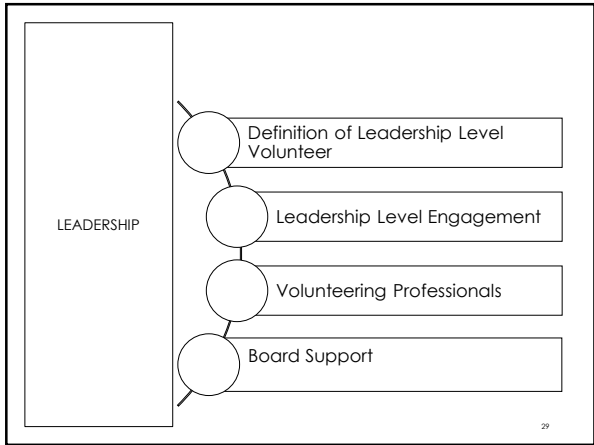 LEADERSHIP
Definition of Leadership Level
Volunteer
Leadership Level Engagement
Volunteering Professionals
Board Support
29